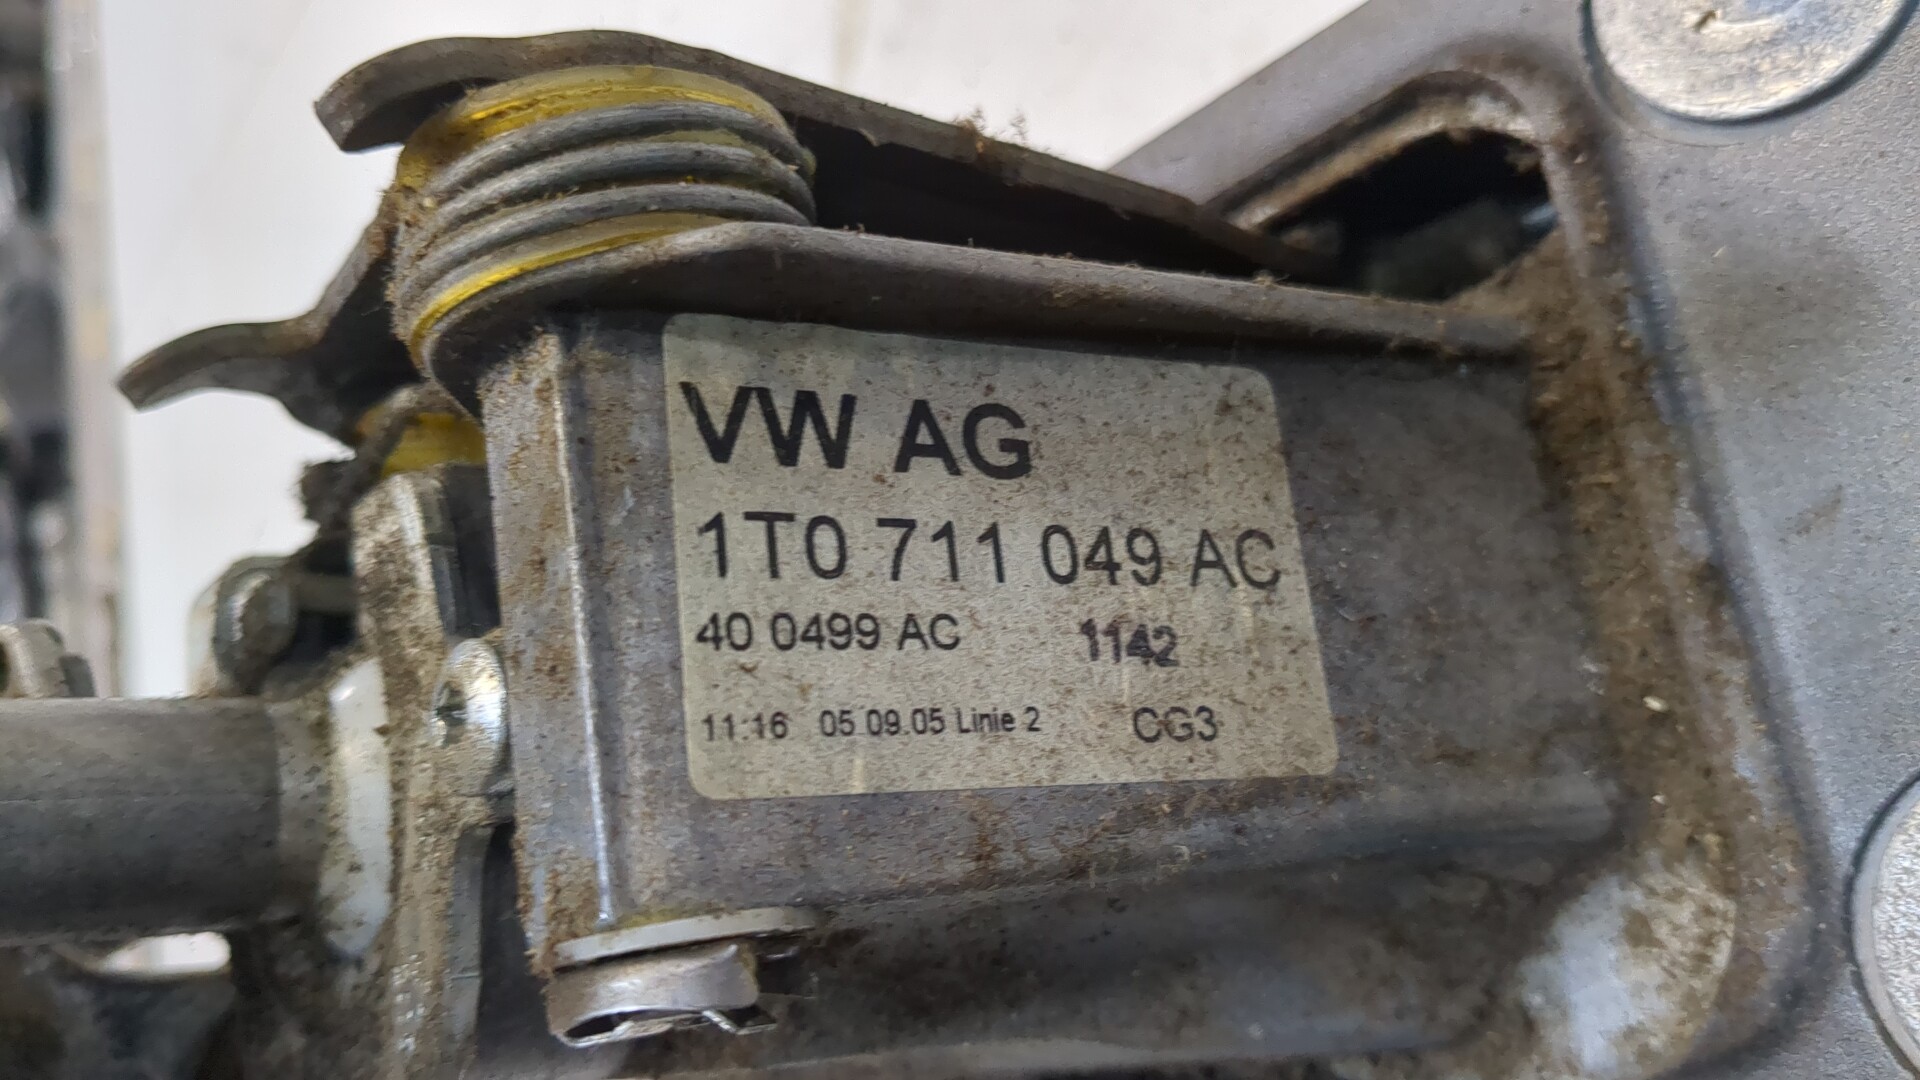 VW AG
1T0 711 049 AC
40 0499 AC 1142
11:16 05.09.05 Linie 2 CG3